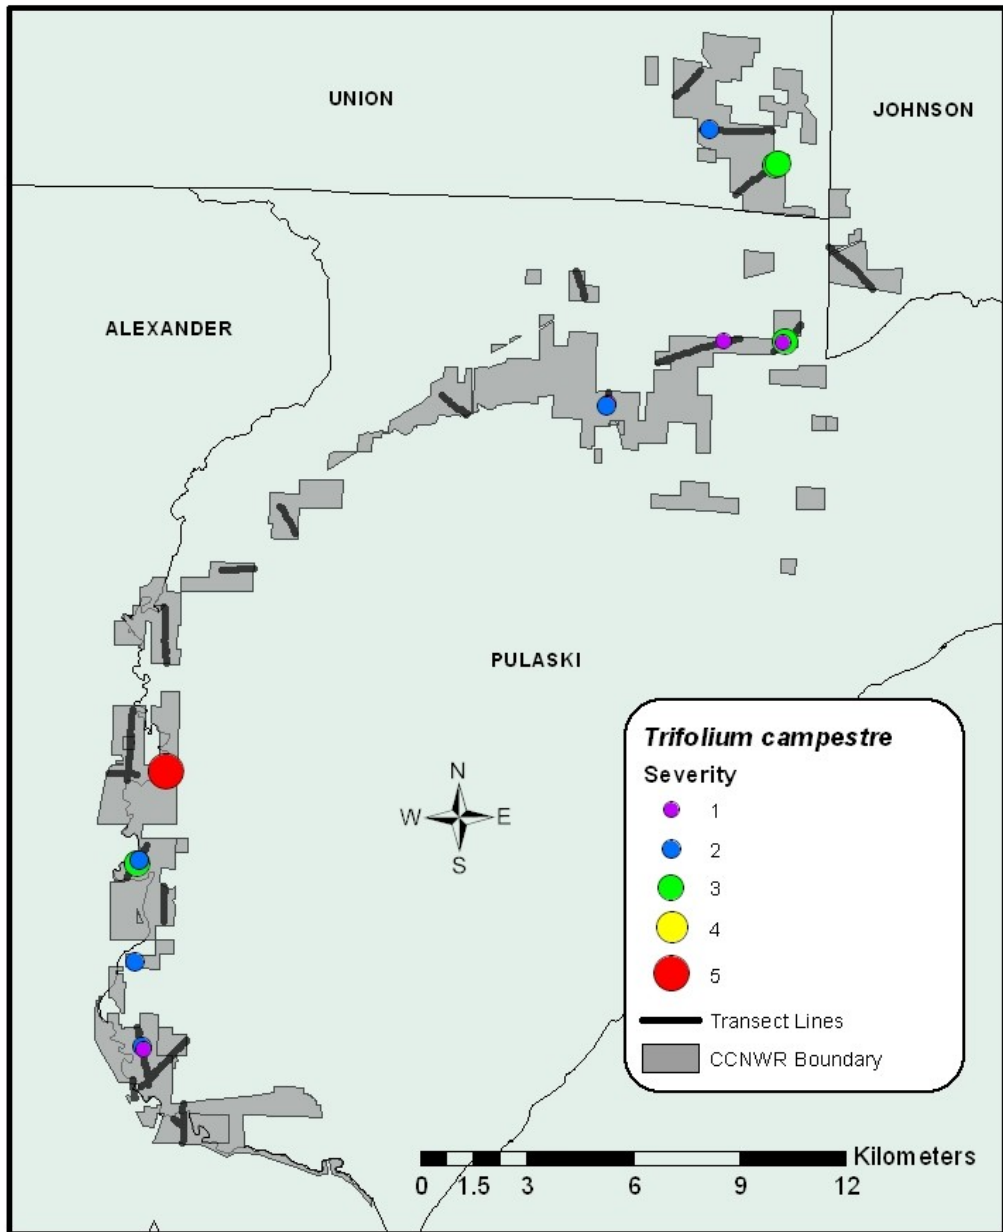 UNION
JOHNSON
ALEXANDER
PULASKI
N
W E
S
Trifolium campestre
Severity
1
2
3
4
5
Transect Lines
CCNWR Boundary
Kilometers
0 1.5 3 6 9 12